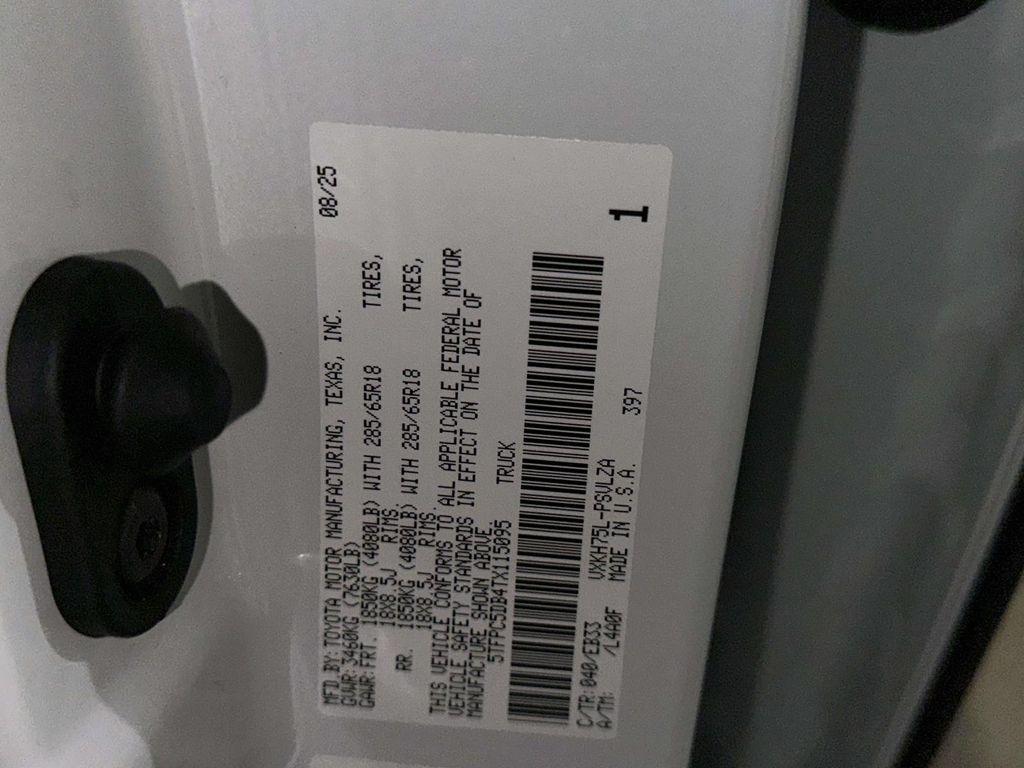 MFD.BY:TOYOTA MOTOR MANUFACTURING, TEXAS, INC. 08/25
GVWR:3460KG (7630LB)
GAWR:FRT. 1850KG (4080LB) WITH 285/65R18 TIRES,
18X8.5J RIMS.
RR. 1850KG (4080LB) WITH 285/65R18 TIRES,
18X8.5J RIMS.
THIS VEHICLE CONFORMS TO ALL APPLICABLE FEDERAL MOTOR
VEHICLE SAFETY STANDARDS IN EFFECT ON THE DATE OF
MANUFACTURE SHOWN ABOVE.
5TFPC5DB4TX115095 TRUCK
C/TR:040/EB33 VXKH75L-PSVLZA 397
A/TM: /L4A0F MADE IN U.S.A.
1